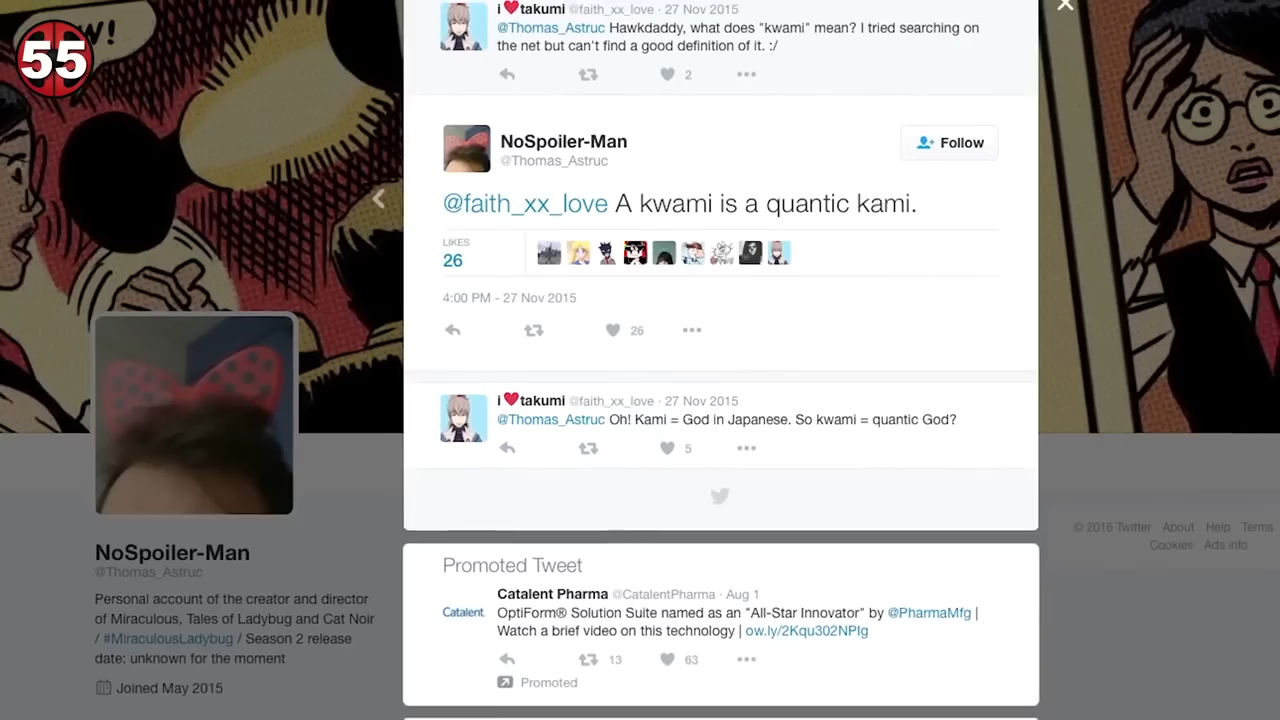 55
W!
i ❤takumi @faith_xx_love · 27 Nov 2015
@Thomas_Astruc Hawkdaddy, what does "kwami" mean? I tried searching on
the net but can't find a good definition of it. :/
2
NoSpoiler-Man
@Thomas_Astruc
Follow
@faith_xx_love A kwami is a quantic kami.
LIKES
26
4:00 PM - 27 Nov 2015
26
i ❤takumi @faith_xx_love · 27 Nov 2015
@Thomas_Astruc Oh! Kami = God in Japanese. So kwami = quantic God?
5
Promoted Tweet
Catalent Pharma @CatalentPharma · Aug 1
Catalent.
OptiForm® Solution Suite named as an "All-Star Innovator" by @PharmaMfg |
Watch a brief video on this technology | ow.ly/2Kqu302NPIg
13
63
Promoted
NoSpoiler-Man
@Thomas_Astruc
Personal account of the creator and director
of Miraculous, Tales of Ladybug and Cat Noir
/ #MiraculousLadybug / Season 2 release
date: unknown for the moment
Joined May 2015
© 2016 Twitter About Help Terms
Cookies Ads info